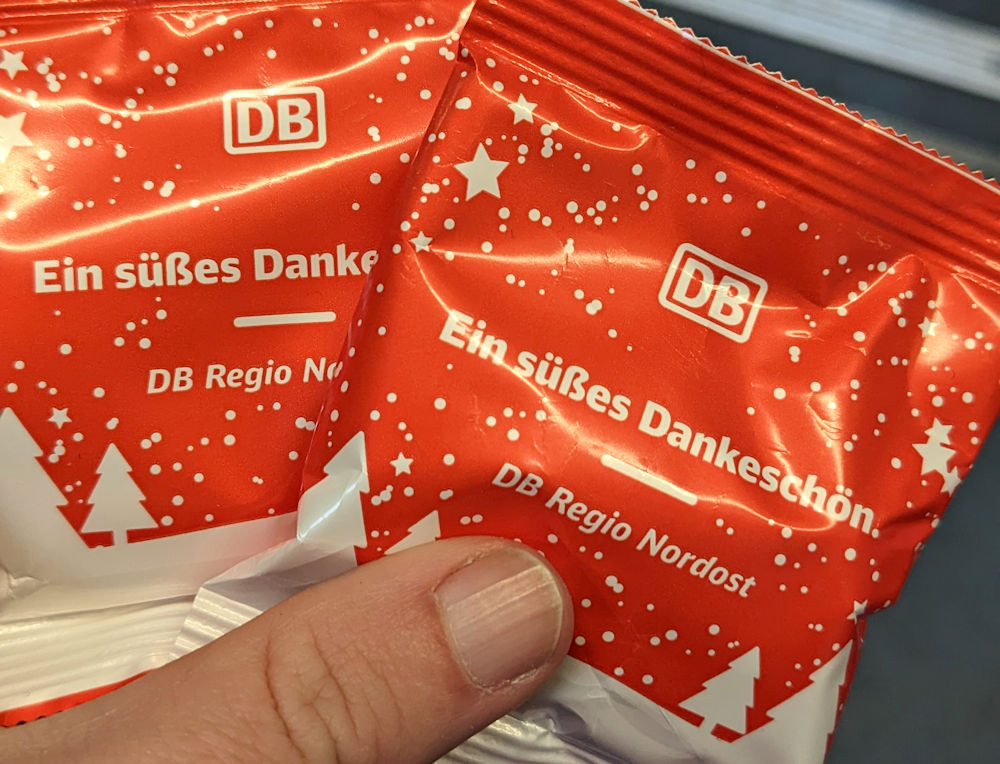 DB
Ein süßes Danke
DB Regio No
DB
Ein süßes Dankeschön.
DB Regio Nordost